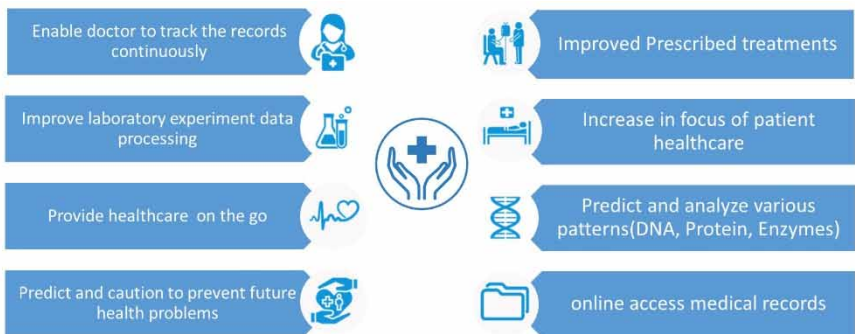 Enable doctor to track the records
continuously
Improve laboratory experiment data
processing
Provide healthcare on the go
Predict and caution to prevent future
health problems
Improved Prescribed treatments
Increase in focus of patient
healthcare
Predict and analyze various
patterns(DNA, Protein, Enzymes)
online access medical records